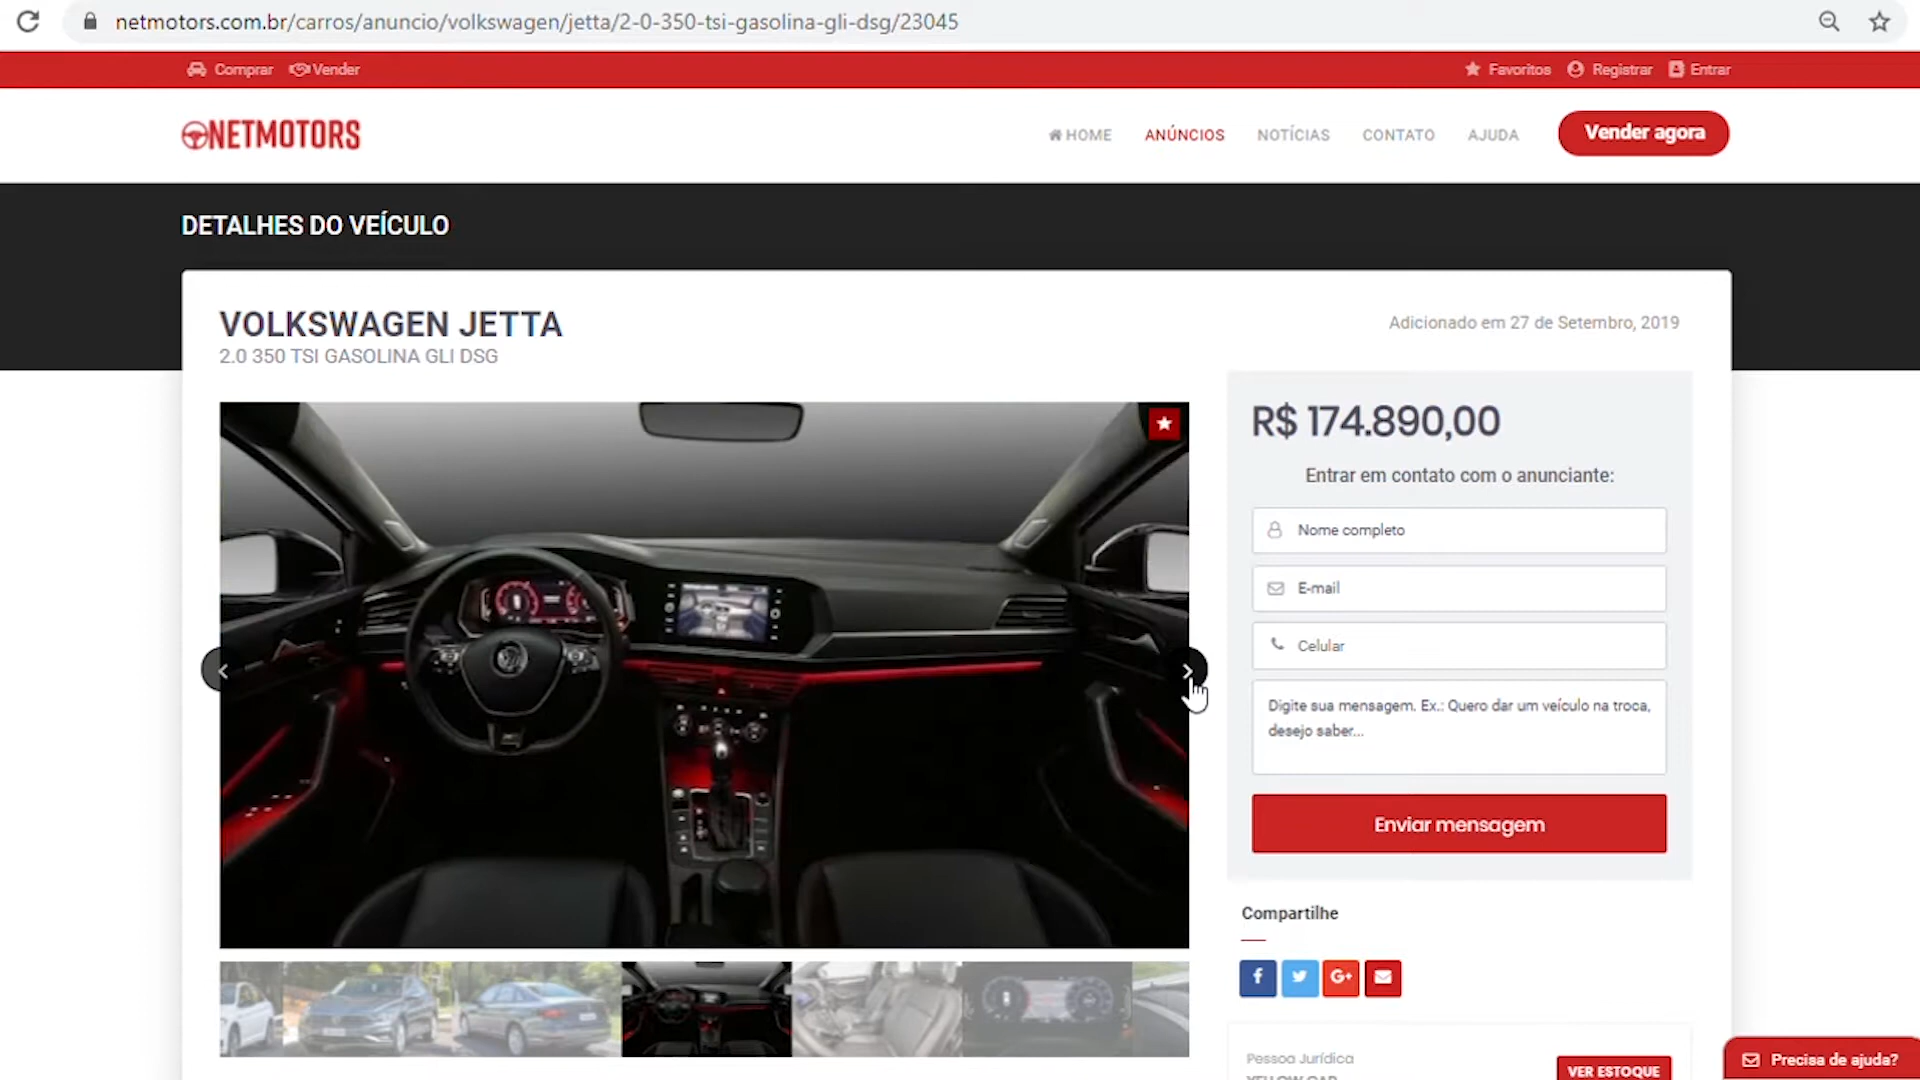 netmotors.com.br/carros/anuncio/volkswagen/jetta/2-0-350-tsi-gasolina-gli-dsg/23045
Comprar Vender Favoritos Registrar Entrar
NETMOTORS HOME ANÚNCIOS NOTÍCIAS CONTATO AJUDA Vender agora
DETALHES DO VEÍCULO
VOLKSWAGEN JETTA
Adicionado em 27 de Setembro, 2019
2.0 350 TSI GASOLINA GLI DSG
R$ 174.890,00
Entrar em contato com o anunciante:
Nome completo
E-mail
Celular
Digite sua mensagem. Ex.: Quero dar um veículo na troca,
desejo saber...
Enviar mensagem
Compartilhe
Pessoa Jurídica
YELLOW CAR
VER ESTOQUE
Precisa de ajuda?